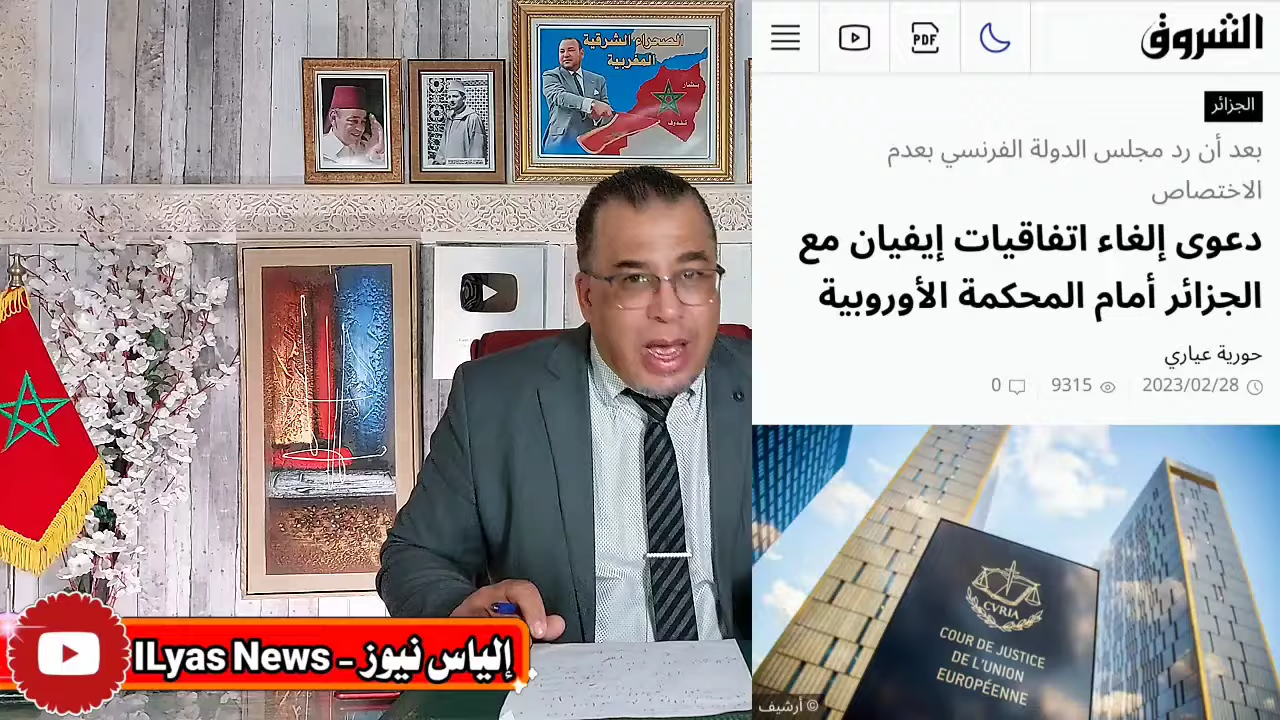 الصحراء الشرقية
المغربية
بشار
تندوف
إلياس نيوز - ILyas News
الشروق
PDF
الجزائر
بعد أن رد مجلس الدولة الفرنسي بعدم
الاختصاص
دعوى إلغاء اتفاقيات إيفيان مع
الجزائر أمام المحكمة الأوروبية
حورية عياري
2023/02/28 9315 0
CVRIA
COUR DE JUSTICE
DE L'UNION
EUROPÉENNE
© أرشيف